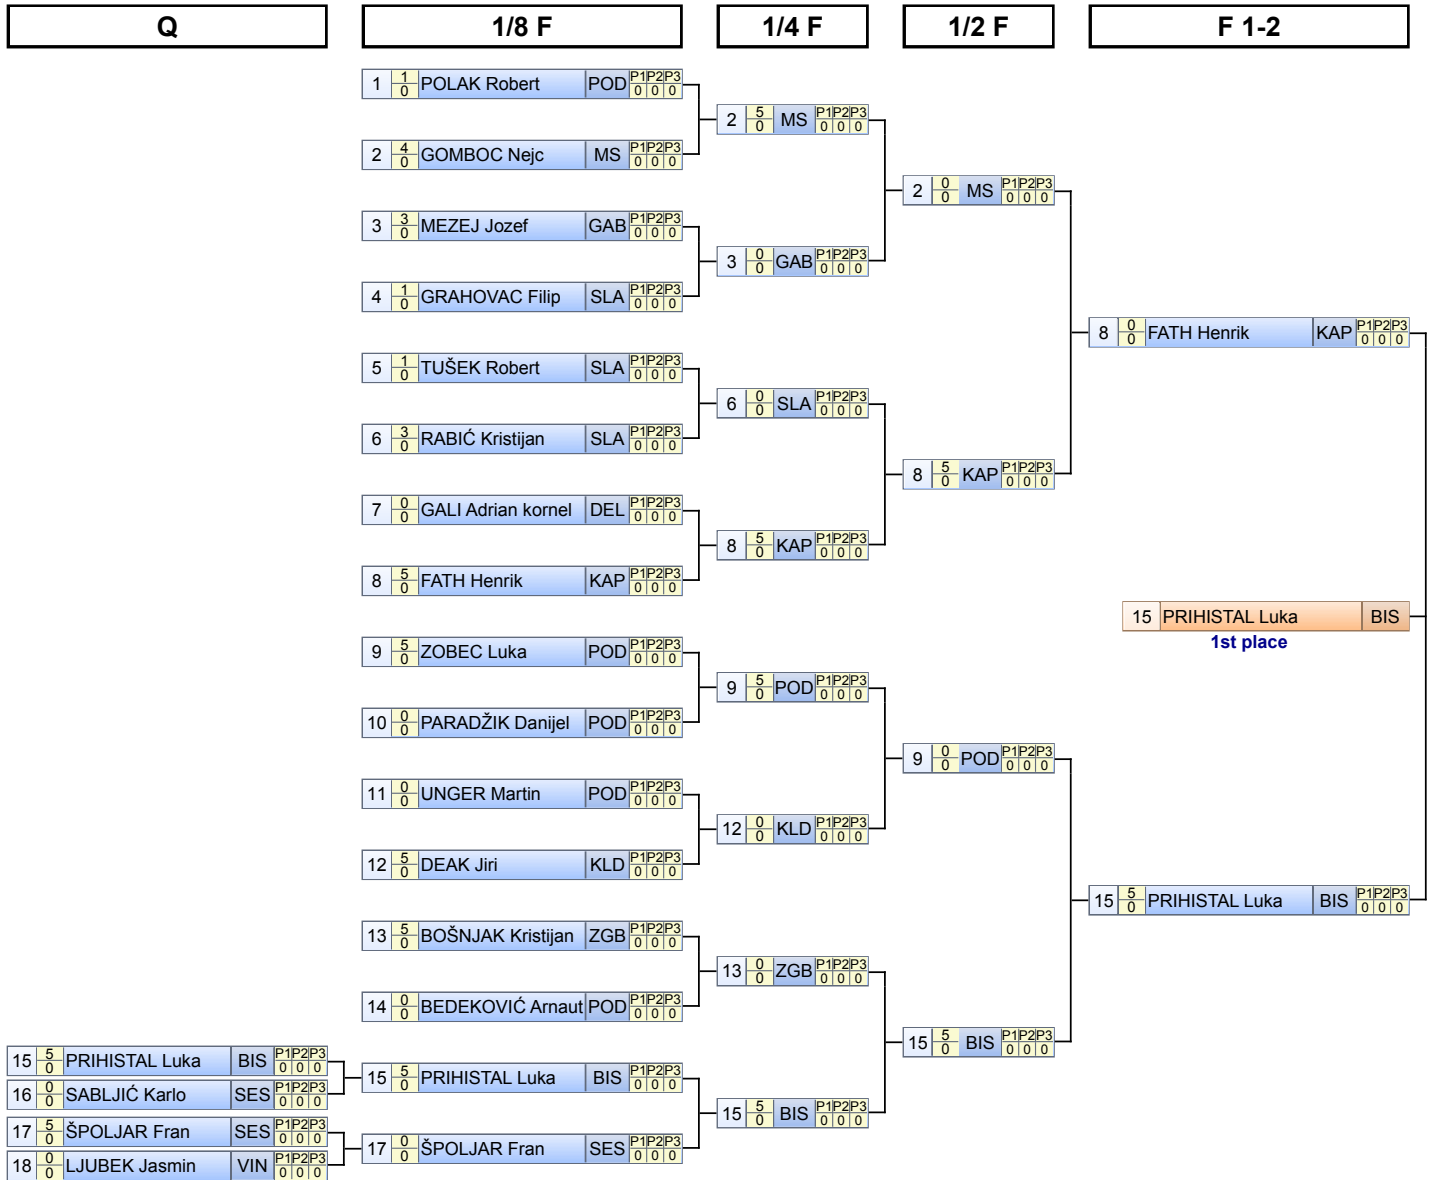 Q 1/8 F 1/4 F 1/2 F F 1-2
1 1 0 POLAK Robert POD P1 P2 P3 0 0 0
2 5 0 MS P1 P2 P3 0 0 0
2 4 0 GOMBOC Nejc MS P1 P2 P3 0 0 0
2 0 0 MS P1 P2 P3 0 0 0
3 3 0 MEZEJ Jozef GAB P1 P2 P3 0 0 0
3 0 0 GAB P1 P2 P3 0 0 0
4 1 0 GRAHOVAC Filip SLA P1 P2 P3 0 0 0
8 0 0 FATH Henrik KAP P1 P2 P3 0 0 0
5 1 0 TUŠEK Robert SLA P1 P2 P3 0 0 0
6 0 0 SLA P1 P2 P3 0 0 0
6 3 0 RABIĆ Kristijan SLA P1 P2 P3 0 0 0
8 5 0 KAP P1 P2 P3 0 0 0
7 0 0 GALI Adrian kornel DEL P1 P2 P3 0 0 0
8 5 0 KAP P1 P2 P3 0 0 0
8 5 0 FATH Henrik KAP P1 P2 P3 0 0 0
15 PRIHISTAL Luka BIS
1st place
9 5 0 ZOBEC Luka POD P1 P2 P3 0 0 0
9 5 0 POD P1 P2 P3 0 0 0
10 0 0 PARADŽIK Danijel POD P1 P2 P3 0 0 0
9 0 0 POD P1 P2 P3 0 0 0
11 0 0 UNGER Martin POD P1 P2 P3 0 0 0
12 0 0 KLD P1 P2 P3 0 0 0
12 5 0 DEAK Jiri KLD P1 P2 P3 0 0 0
15 5 0 PRIHISTAL Luka BIS P1 P2 P3 0 0 0
13 5 0 BOŠNJAK Kristijan ZGB P1 P2 P3 0 0 0
13 0 0 ZGB P1 P2 P3 0 0 0
14 0 0 BEDEKOVIĆ Arnaut POD P1 P2 P3 0 0 0
15 5 0 BIS P1 P2 P3 0 0 0
15 5 0 PRIHISTAL Luka BIS P1 P2 P3 0 0 0
15 5 0 PRIHISTAL Luka BIS P1 P2 P3 0 0 0
16 0 0 SABLJIĆ Karlo SES P1 P2 P3 0 0 0
15 5 0 BIS P1 P2 P3 0 0 0
17 5 0 ŠPOLJAR Fran SES P1 P2 P3 0 0 0
17 0 0 ŠPOLJAR Fran SES P1 P2 P3 0 0 0
18 0 0 LJUBEK Jasmin VIN P1 P2 P3 0 0 0